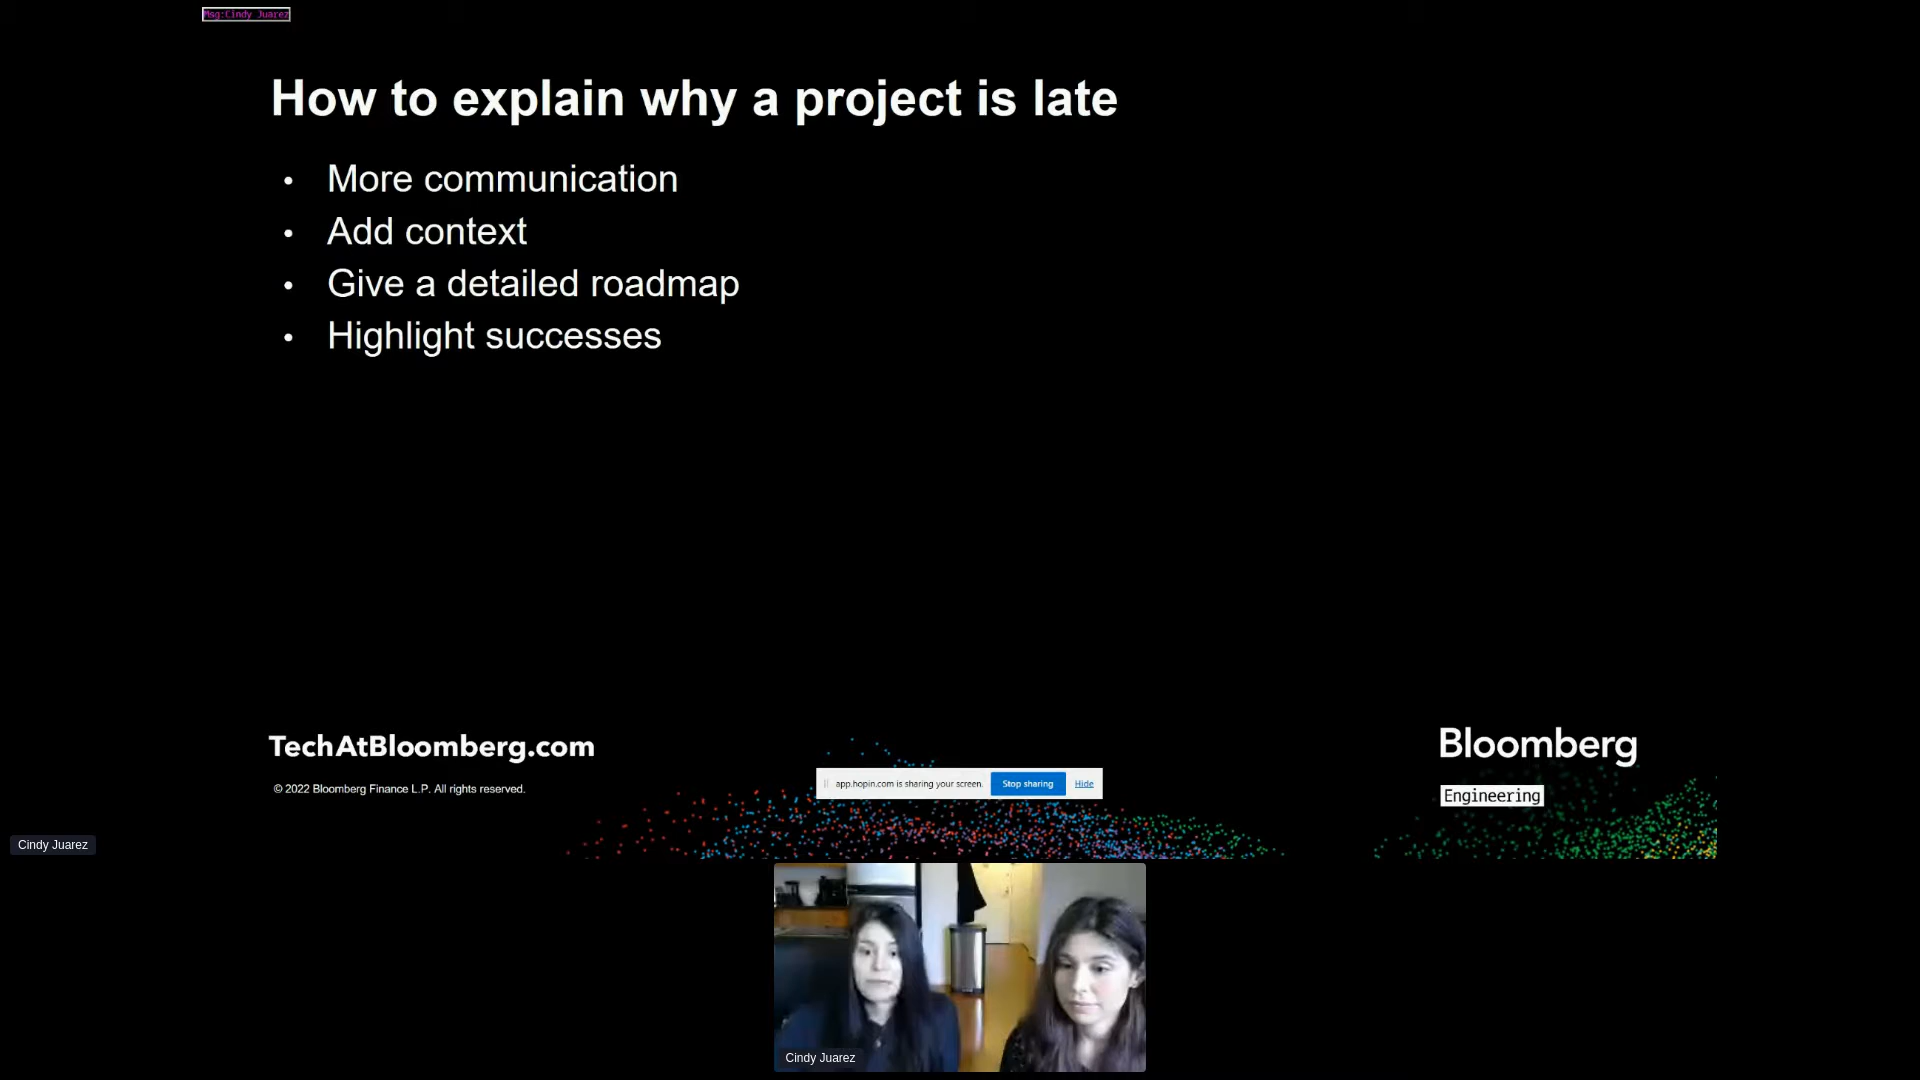 Msg:Cindy Juarez
How to explain why a project is late
• More communication
• Add context
• Give a detailed roadmap
• Highlight successes
TechAtBloomberg.com
© 2022 Bloomberg Finance L.P. All rights reserved.
app.hopin.com is sharing your screen.
Stop sharing
Hide
Bloomberg
Engineering
Cindy Juarez
Cindy Juarez